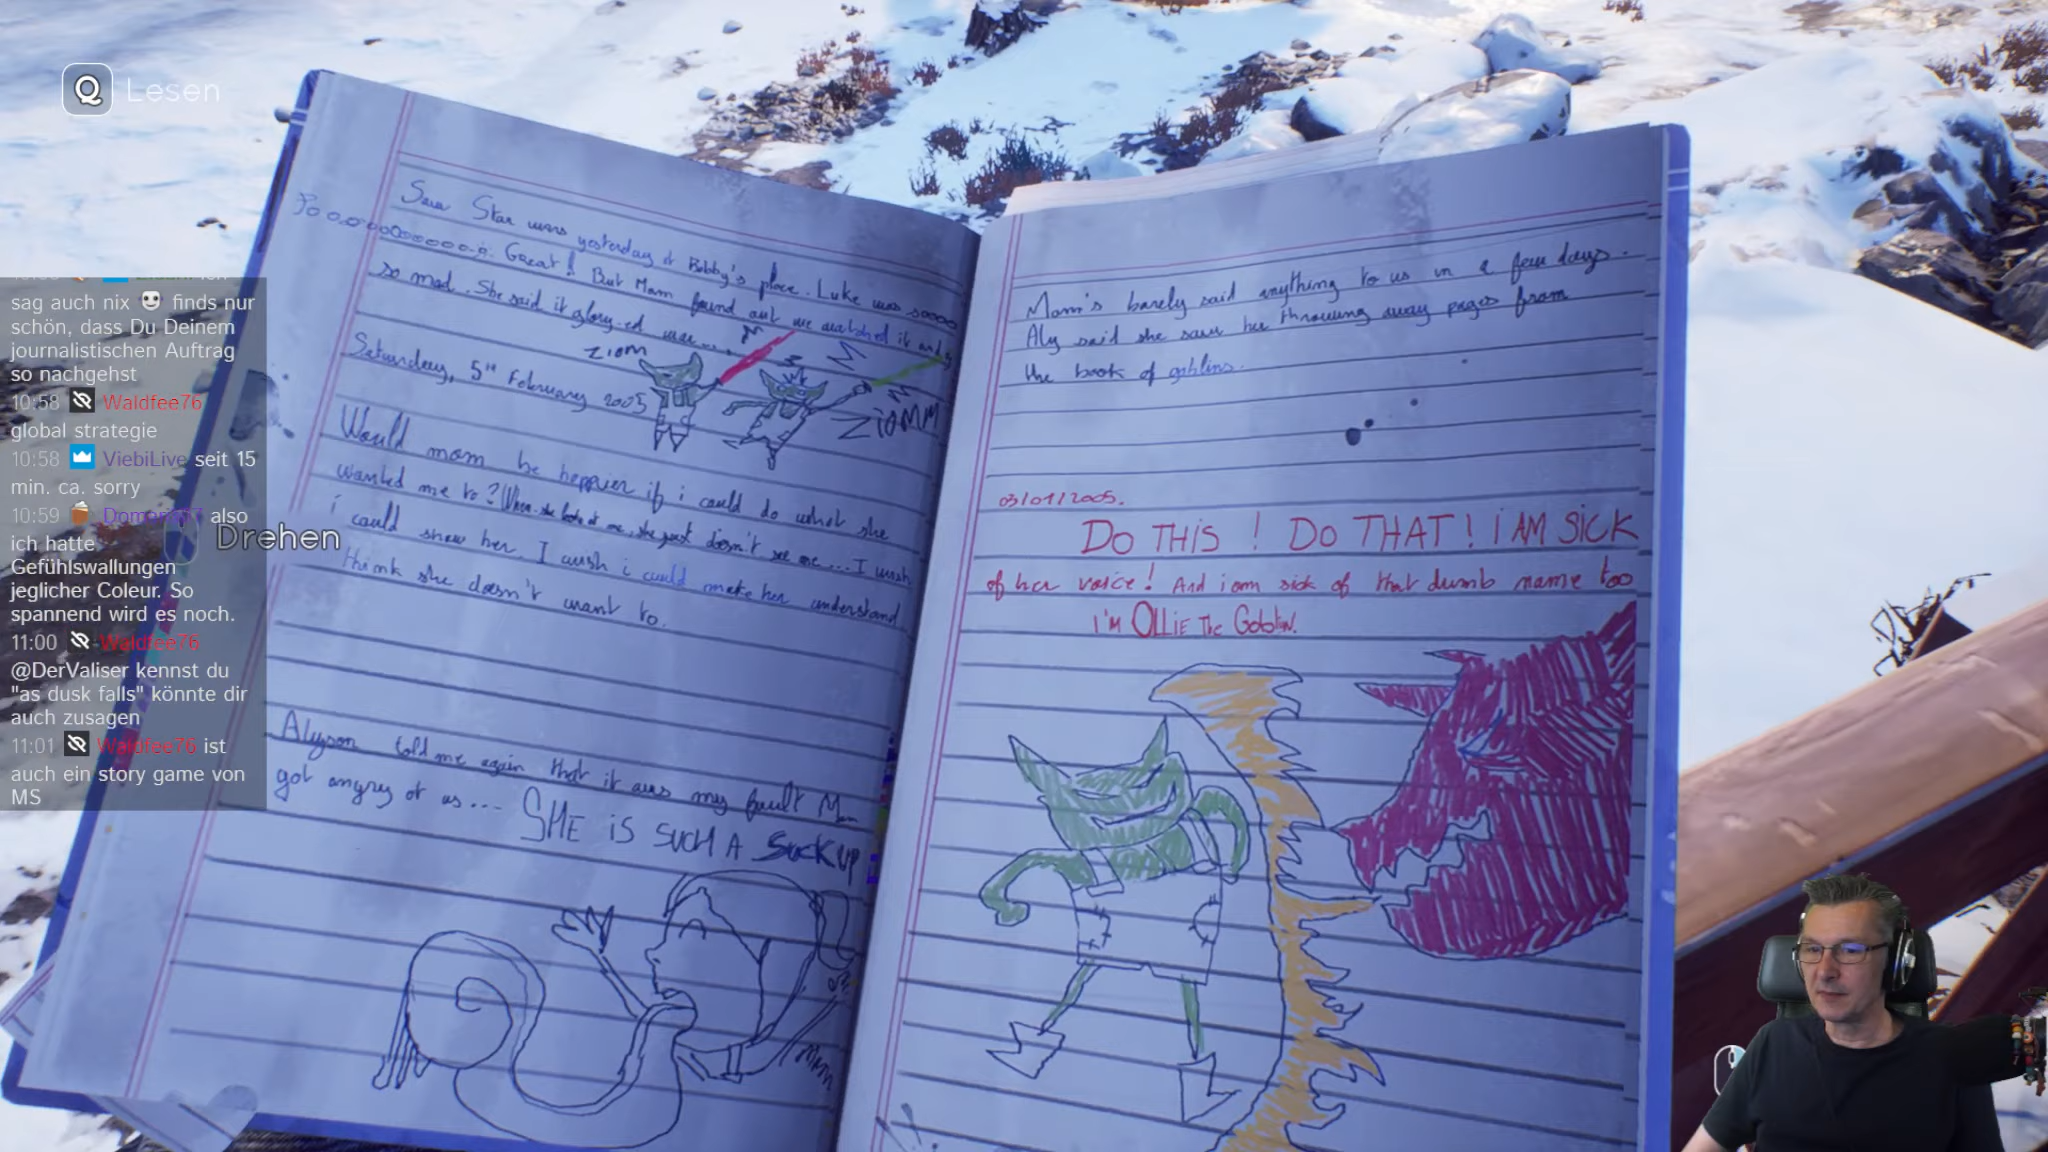 Q Lesen
Saw Star wars yesterday at Bobby's place. Luke was soooo
Great! But Mam found out we watched it and
so mad. She said it glory-ed war...
ZIOM
ZIOMM
Saturday, 5TH February 2005
Would mom be happier if i could do what she
wanted me to? When she looks at me, she just doesn't see me... I wish
i could show her. I wish i could make her understand
think she doesn't want to.
Alyson told me again that it was my fault Mam
got angry at us...
SHE iS SUCH A SUCK UP
Mam
Mam's barely said anything to us in a few days.
Aly said she saw her throwing away pages from
the book of goblins.
03/01/2005.
DO THiS ! DO THAT! i AM SiCK
of her voice! And i am sick of that dumb name too
i'M OLLiE The Goblin.
sag auch nix finds nur
schön, dass Du Deinem
journalistischen Auftrag
so nachgehst
10:58 Waldfee76
global strategie
10:58 ViebiLive seit 15
min. ca. sorry
10:59 also
ich hatte
Gefühlswallungen
jeglicher Coleur. So
spannend wird es noch.
11:00 Waldfee76
@DerValiser kennst du
"as dusk falls" könnte dir
auch zusagen
11:01 Waldfee76 ist
auch ein story game von
MS
Drehen